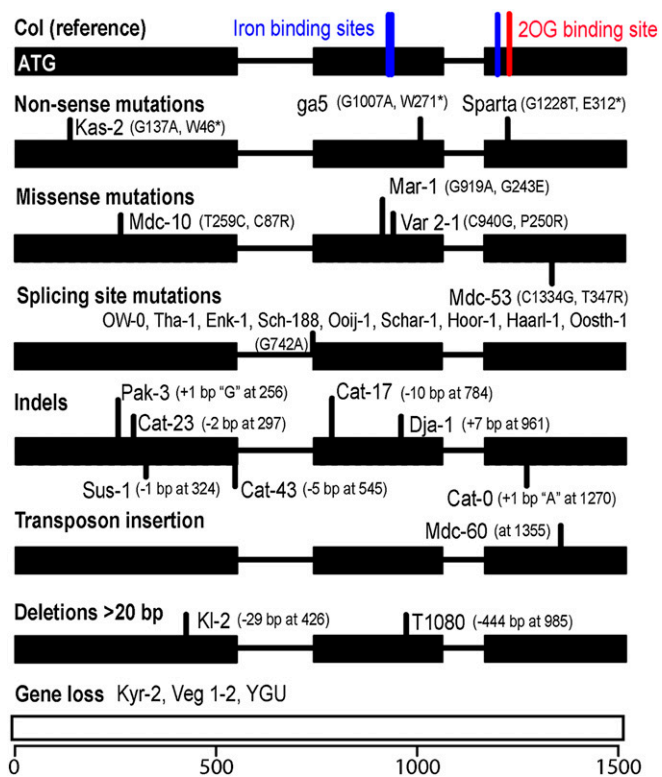 Col (reference) Iron binding sites 2OG binding site
ATG
Non-sense mutations ga5 (G1007A, W271*) Sparta (G1228T, E312*)
Kas-2 (G137A, W46*)
Missense mutations Mar-1 (G919A, G243E)
Mdc-10 (T259C, C87R) Var 2-1 (C940G, P250R)
Mdc-53 (C1334G, T347R)
Splicing site mutations
OW-0, Tha-1, Enk-1, Sch-188, Ooij-1, Schar-1, Hoor-1, Haarl-1, Oosth-1
(G742A)
Indels Pak-3 (+1 bp “G” at 256) Cat-17 (-10 bp at 784)
Cat-23 (-2 bp at 297) Dja-1 (+7 bp at 961)
Sus-1 (-1 bp at 324) Cat-43 (-5 bp at 545)
Cat-0 (+1 bp “A” at 1270)
Transposon insertion
Mdc-60 (at 1355)
Deletions >20 bp
Kl-2 (-29 bp at 426) T1080 (-444 bp at 985)
Gene loss Kyr-2, Veg 1-2, YGU
0 500 1000 1500